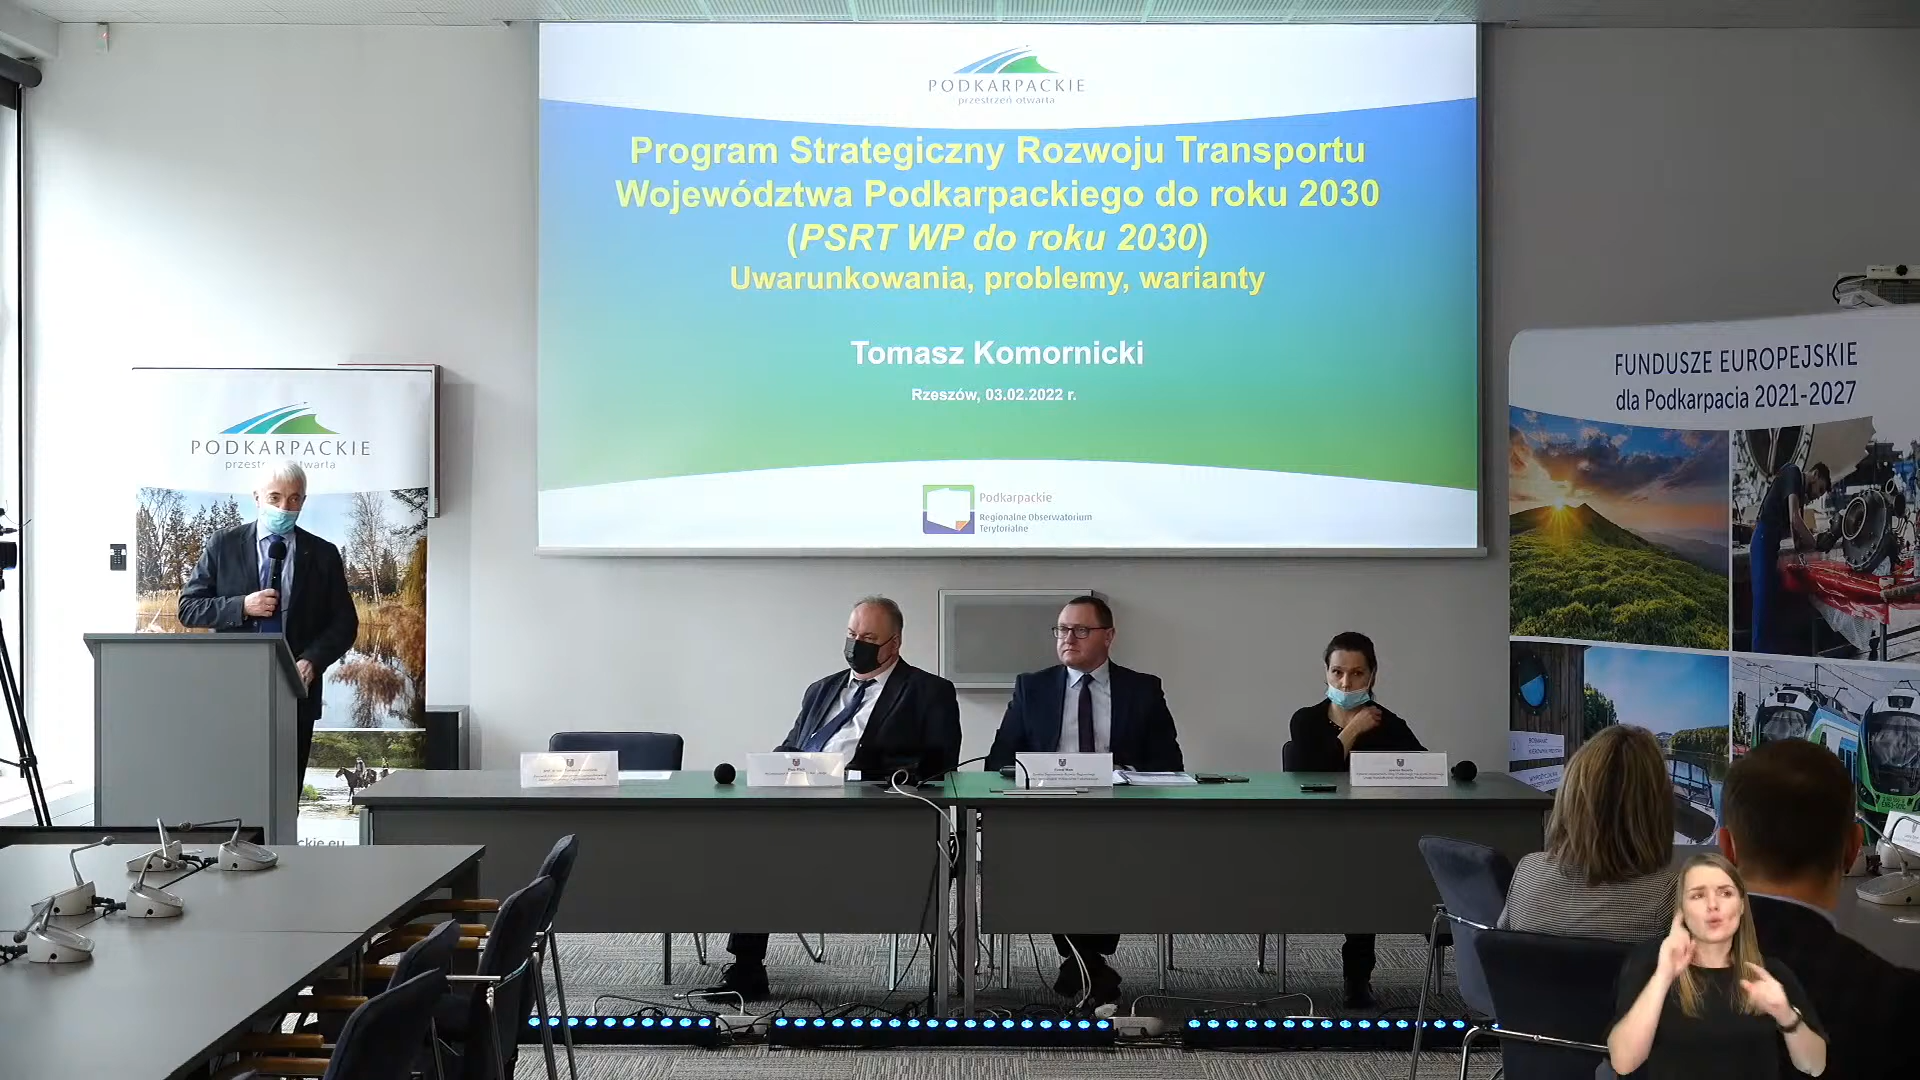 PODKARPACKIE
przestrzeń otwarta
Program Strategiczny Rozwoju Transportu
Województwa Podkarpackiego do roku 2030
(PSRT WP do roku 2030)
Uwarunkowania, problemy, warianty
Tomasz Komornicki
Rzeszów, 03.02.2022 r.
Podkarpackie
Regionalne Obserwatorium
Terytorialne
PODKARPACKIE
otwarta
FUNDUSZE EUROPEJSKIE
dla Podkarpacia 2021-2027